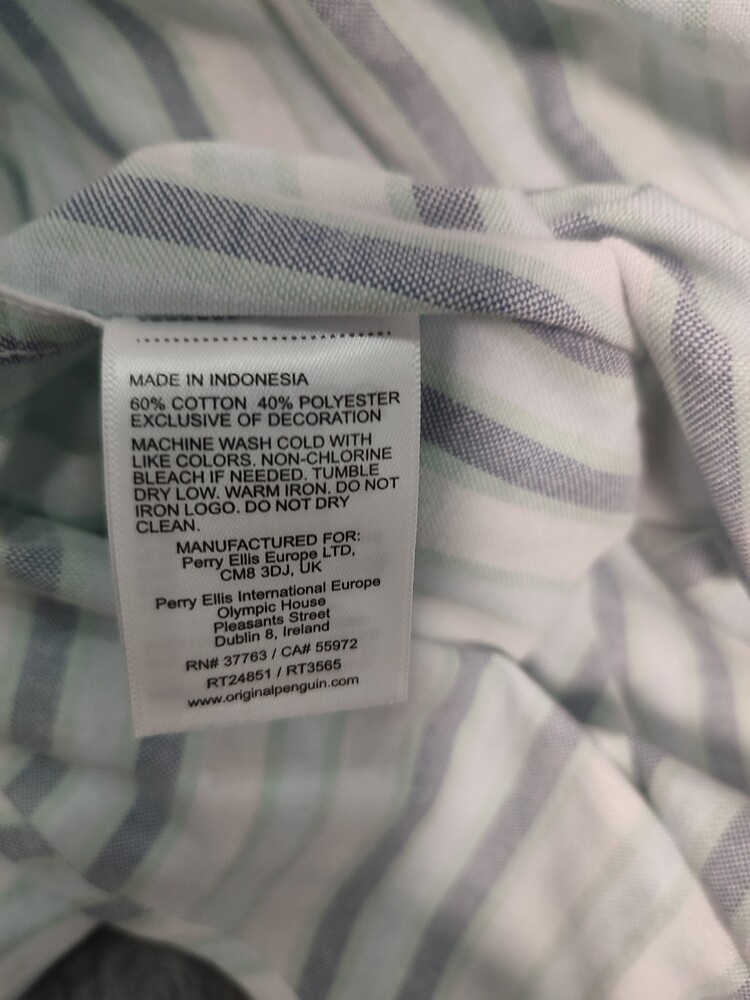 MADE IN INDONESIA
60% COTTON 40% POLYESTER
EXCLUSIVE OF DECORATION
MACHINE WASH COLD WITH
LIKE COLORS. NON-CHLORINE
BLEACH IF NEEDED. TUMBLE
DRY LOW. WARM IRON. DO NOT
IRON LOGO. DO NOT DRY
CLEAN.
MANUFACTURED FOR:
Perry Ellis Europe LTD,
CM8 3DJ, UK
Perry Ellis International Europe
Olympic House
Pleasants Street
Dublin 8, Ireland
RN# 37763 / CA# 55972
RT24851 / RT3565
www.originalpenguin.com